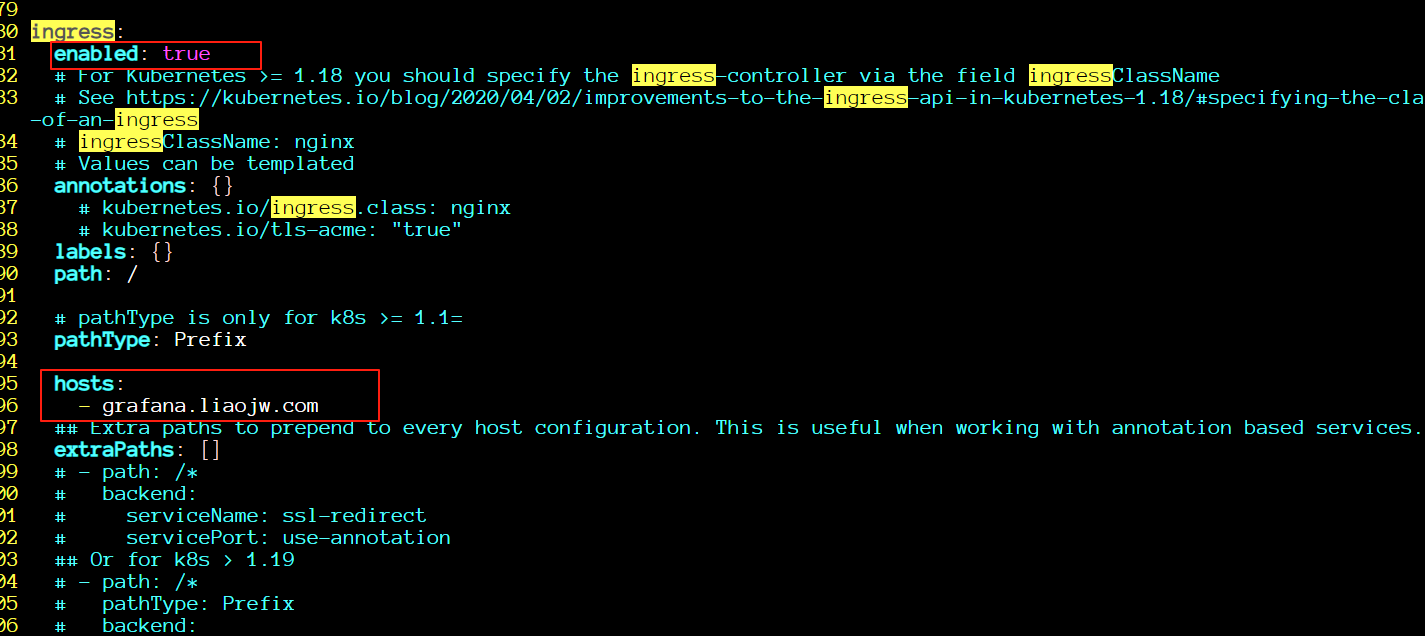 79
80 ingress:
81   enabled: true
82   # For Kubernetes >= 1.18 you should specify the ingress-controller via the field ingressClassName
83   # See https://kubernetes.io/blog/2020/04/02/improvements-to-the-ingress-api-in-kubernetes-1.18/#specifying-the-cla
-of-an-ingress
84   # ingressClassName: nginx
85   # Values can be templated
86   annotations: {}
87     # kubernetes.io/ingress.class: nginx
88     # kubernetes.io/tls-acme: "true"
89   labels: {}
90   path: /
91
92   # pathType is only for k8s >= 1.1=
93   pathType: Prefix
94
95   hosts:
96     - grafana.liaojw.com
97   ## Extra paths to prepend to every host configuration. This is useful when working with annotation based services.
98   extraPaths: []
99   # - path: /*
00   #   backend:
01   #     serviceName: ssl-redirect
02   #     servicePort: use-annotation
03   ## Or for k8s > 1.19
04   # - path: /*
05   #   pathType: Prefix
06   #   backend: